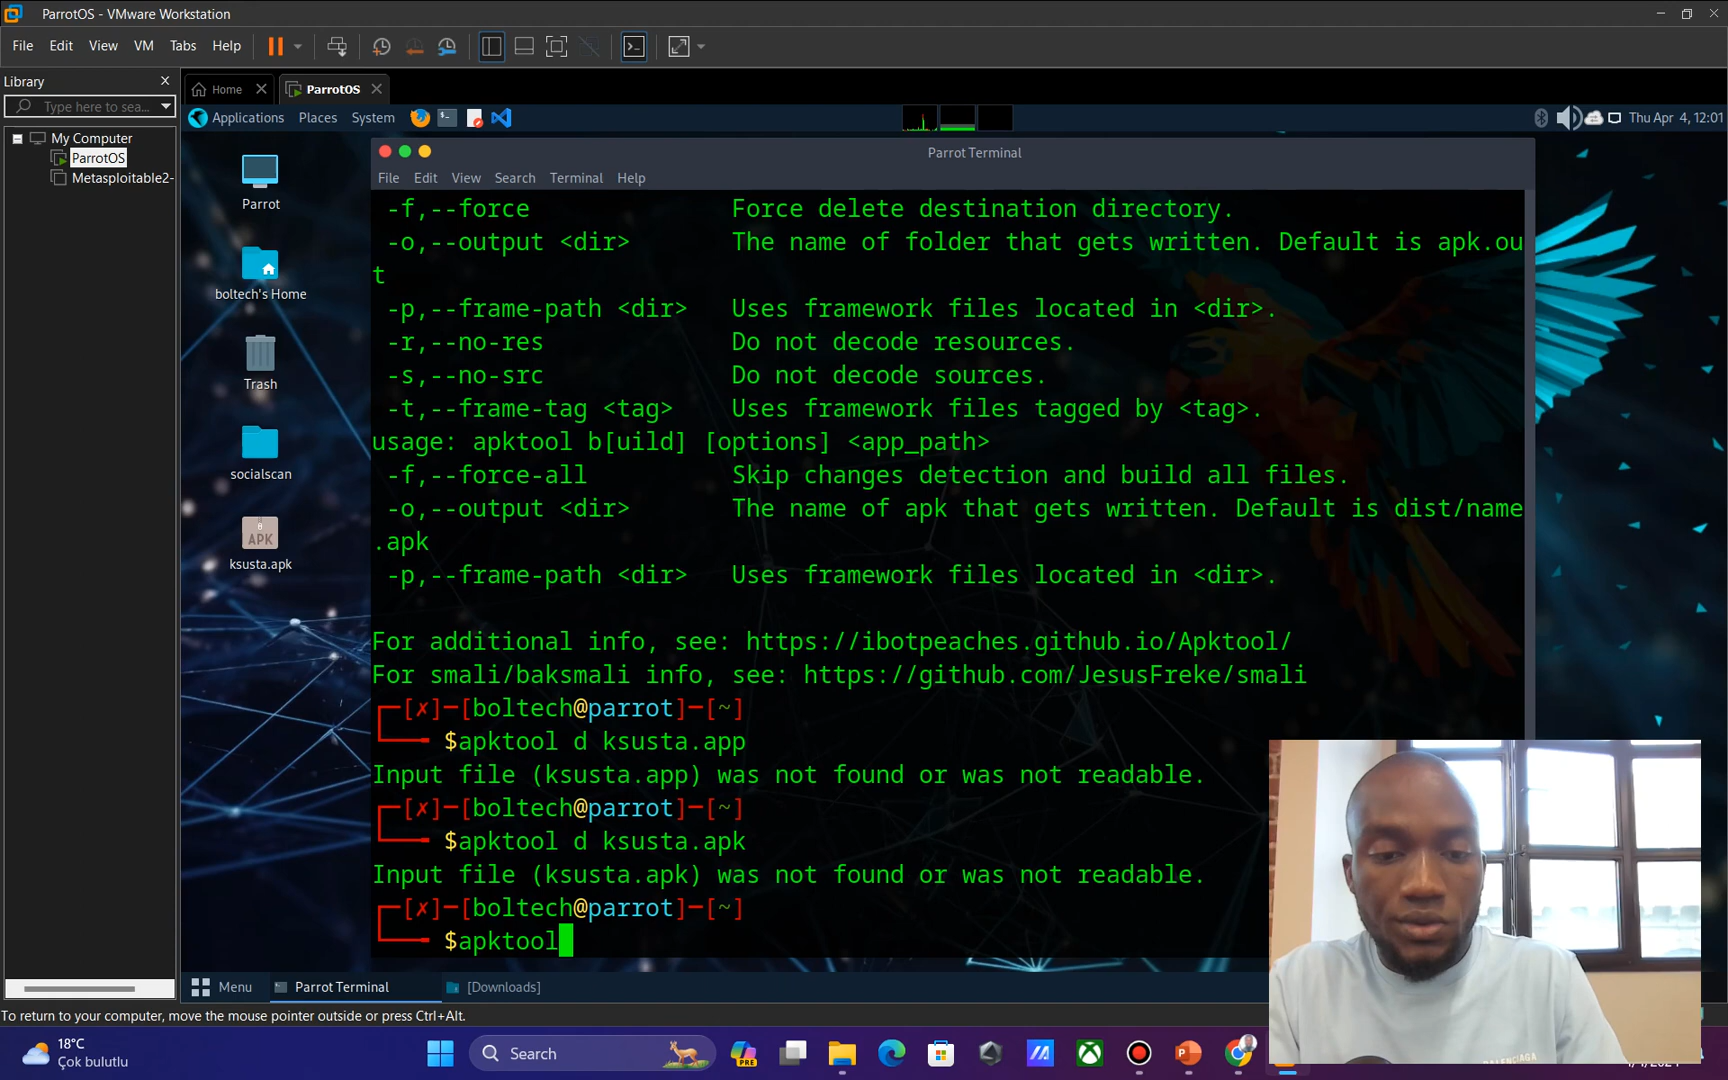 ParrotOS - VMware Workstation
File Edit View VM Tabs Help
Library
Type here to sea...
My Computer
ParrotOS
Metasploitable2-
Home
ParrotOS
Applications Places System
Thu Apr 4, 12:01
Parrot
boltech's Home
Trash
socialscan
APK
ksusta.apk
Parrot Terminal
File Edit View Search Terminal Help
-f,--force Force delete destination directory.
-o,--output <dir> The name of folder that gets written. Default is apk.ou
t
-p,--frame-path <dir> Uses framework files located in <dir>.
-r,--no-res Do not decode resources.
-s,--no-src Do not decode sources.
-t,--frame-tag <tag> Uses framework files tagged by <tag>.
usage: apktool b[uild] [options] <app_path>
-f,--force-all Skip changes detection and build all files.
-o,--output <dir> The name of apk that gets written. Default is dist/name
.apk
-p,--frame-path <dir> Uses framework files located in <dir>.
For additional info, see: https://ibotpeaches.github.io/Apktool/
For smali/baksmali info, see: https://github.com/JesusFreke/smali
┌─[✗]─[boltech@parrot]─[~]
└──╼ $apktool d ksusta.app
Input file (ksusta.app) was not found or was not readable.
┌─[✗]─[boltech@parrot]─[~]
└──╼ $apktool d ksusta.apk
Input file (ksusta.apk) was not found or was not readable.
┌─[✗]─[boltech@parrot]─[~]
└──╼ $apktool
Menu
Parrot Terminal
[Downloads]
To return to your computer, move the mouse pointer outside or press Ctrl+Alt.
18°C
Çok bulutlu
Search
PRE